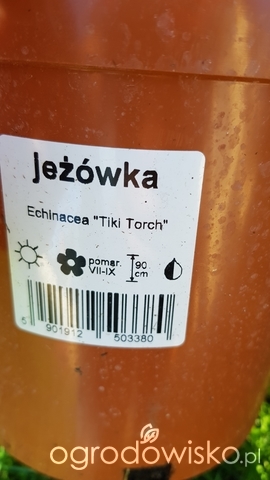 jeżówka
Echinacea "Tiki Torch"
pomar. 90
VII-IX cm
5 901912 503380
ogrodowisko.pl